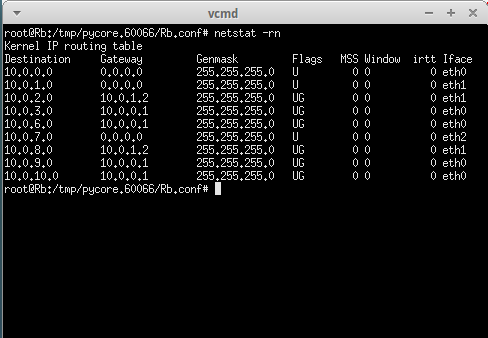 vcmd
root@Rb:/tmp/pycore.60066/Rb.conf# netstat -rn
Kernel IP routing table
Destination     Gateway         Genmask         Flags   MSS Window  irtt Iface
10.0.0.0        0.0.0.0         255.255.255.0   U         0 0          0 eth0
10.0.1.0        0.0.0.0         255.255.255.0   U         0 0          0 eth1
10.0.2.0        10.0.1.2        255.255.255.0   UG        0 0          0 eth1
10.0.3.0        10.0.0.1        255.255.255.0   UG        0 0          0 eth0
10.0.6.0        10.0.0.1        255.255.255.0   UG        0 0          0 eth0
10.0.7.0        0.0.0.0         255.255.255.0   U         0 0          0 eth2
10.0.8.0        10.0.1.2        255.255.255.0   UG        0 0          0 eth1
10.0.9.0        10.0.0.1        255.255.255.0   UG        0 0          0 eth0
10.0.10.0       10.0.0.1        255.255.255.0   UG        0 0          0 eth0
root@Rb:/tmp/pycore.60066/Rb.conf#